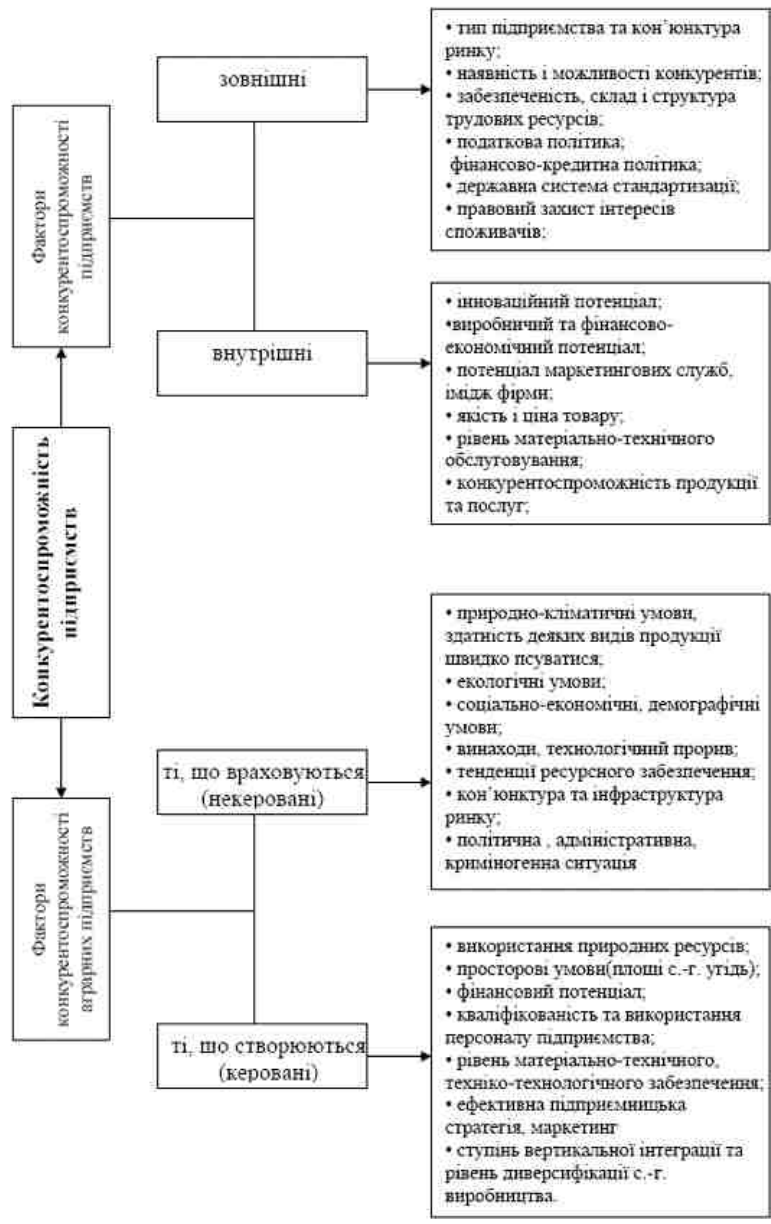 Конкурентоспроможність
підприємств
Фактори
конкурентоспроможності
підприємств
зовнішні
• тип підприємства та кон’юнктура
ринку;
• наявність і можливості конкурентів;
• забезпеченість, склад і структура
трудових ресурсів;
• податкова політика;
фінансово-кредитна політика;
• державна система стандартизації;
• правовий захист інтересів
споживачів;
внутрішні
• інноваційний потенціал;
•виробничий та фінансово-
економічний потенціал;
• потенціал маркетингових служб,
імідж фірми;
• якість і ціна товару;
• рівень матеріально-технічного
обслуговування;
• конкурентоспроможність продукції
та послуг;
Фактори
конкурентоспроможності
аграрних підприємств
ті, що враховуються
(некеровані)
• природно-кліматичні умови,
здатність деяких видів продукції
швидко псуватися;
• екологічні умови;
• соціально-економічні, демографічні
умови;
• винаходи, технологічний прорив;
• тенденції ресурсного забезпечення;
• кон’юнктура та інфраструктура
ринку;
• політична , адміністративна,
криміногенна ситуація
ті, що створюються
(керовані)
• використання природних ресурсів;
• просторові умови(площі с.-г. угідь);
• фінансовий потенціал;
• кваліфікованість та використання
персоналу підприємства;
• рівень матеріально-технічного,
техніко-технологічного забезпечення;
• ефективна підприємницька
стратегія, маркетинг
• ступінь вертикальної інтеграції та
рівень диверсифікації с.-г.
виробництва.